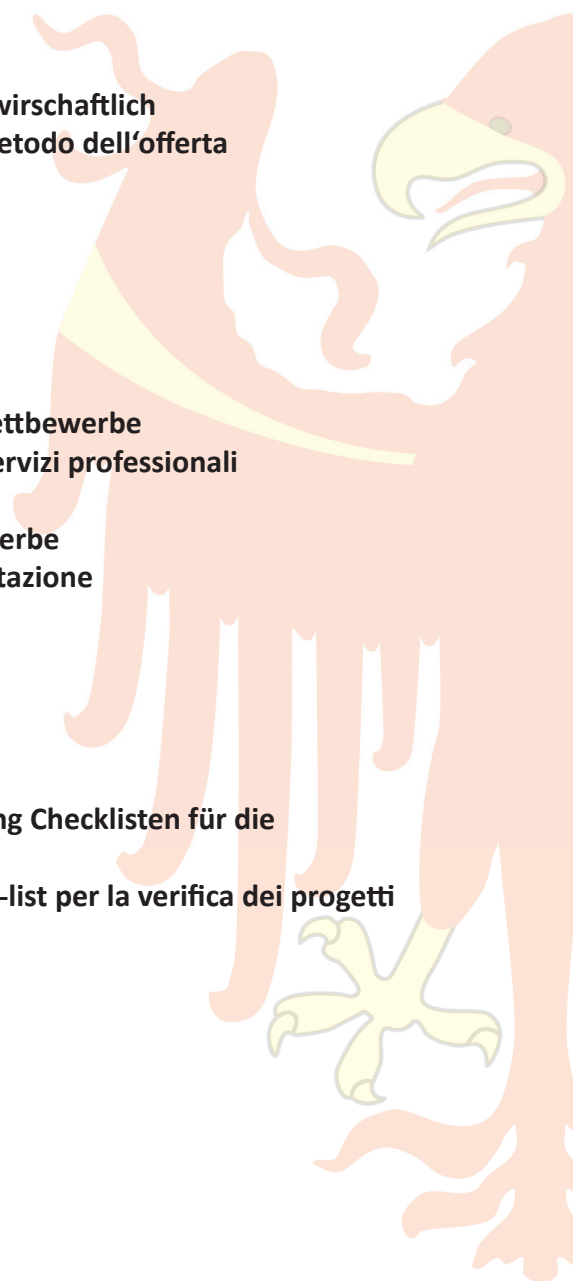 wirschaftlich
etodo dell‘offerta
ettbewerbe
ervizi professionali
erbe
tazione
ng Checklisten für die
-list per la verifica dei progetti